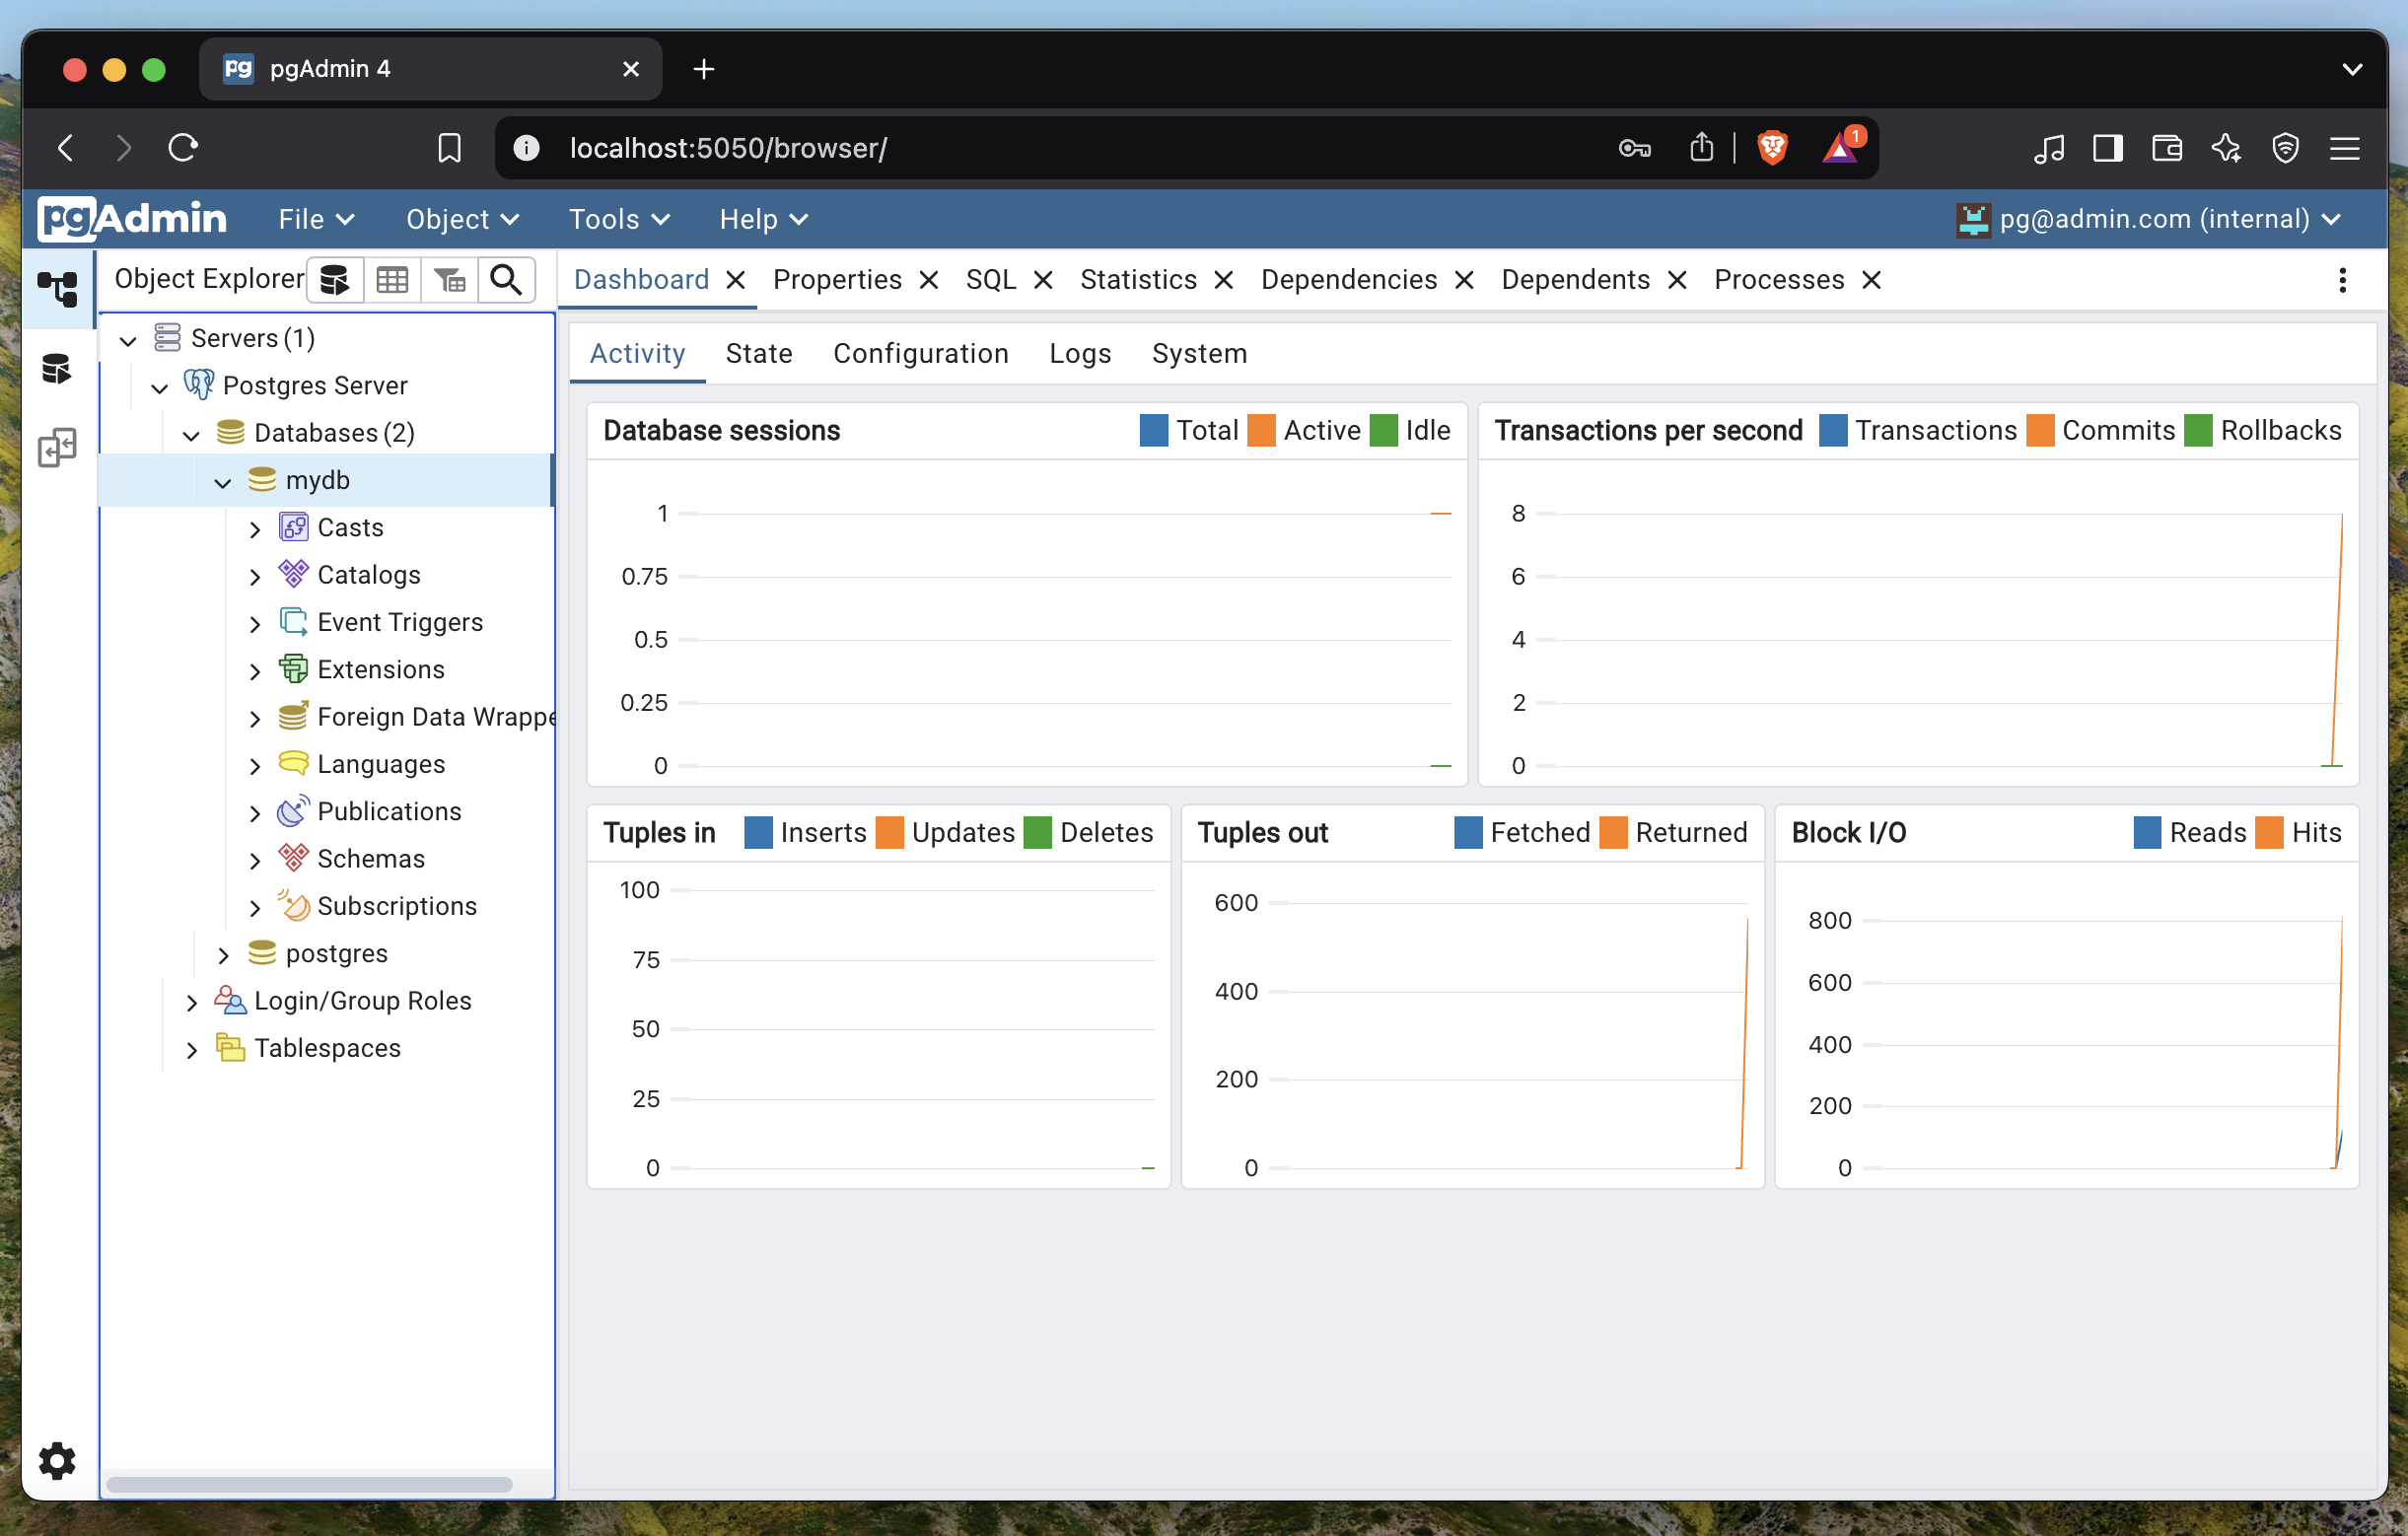 pg pgAdmin 4
localhost:5050/browser/
1
pgAdmin File Object Tools Help pg@admin.com (internal)
Object Explorer
Dashboard Properties SQL Statistics Dependencies Dependents Processes
Servers (1)
Postgres Server
Databases (2)
mydb
Casts
Catalogs
Event Triggers
Extensions
Foreign Data Wrappe
Languages
Publications
Schemas
Subscriptions
postgres
Login/Group Roles
Tablespaces
Activity State Configuration Logs System
Database sessions Total Active Idle
1
0.75
0.5
0.25
0
Transactions per second Transactions Commits Rollbacks
8
6
4
2
0
Tuples in Inserts Updates Deletes
100
75
50
25
0
Tuples out Fetched Returned
600
400
200
0
Block I/O Reads Hits
800
600
400
200
0